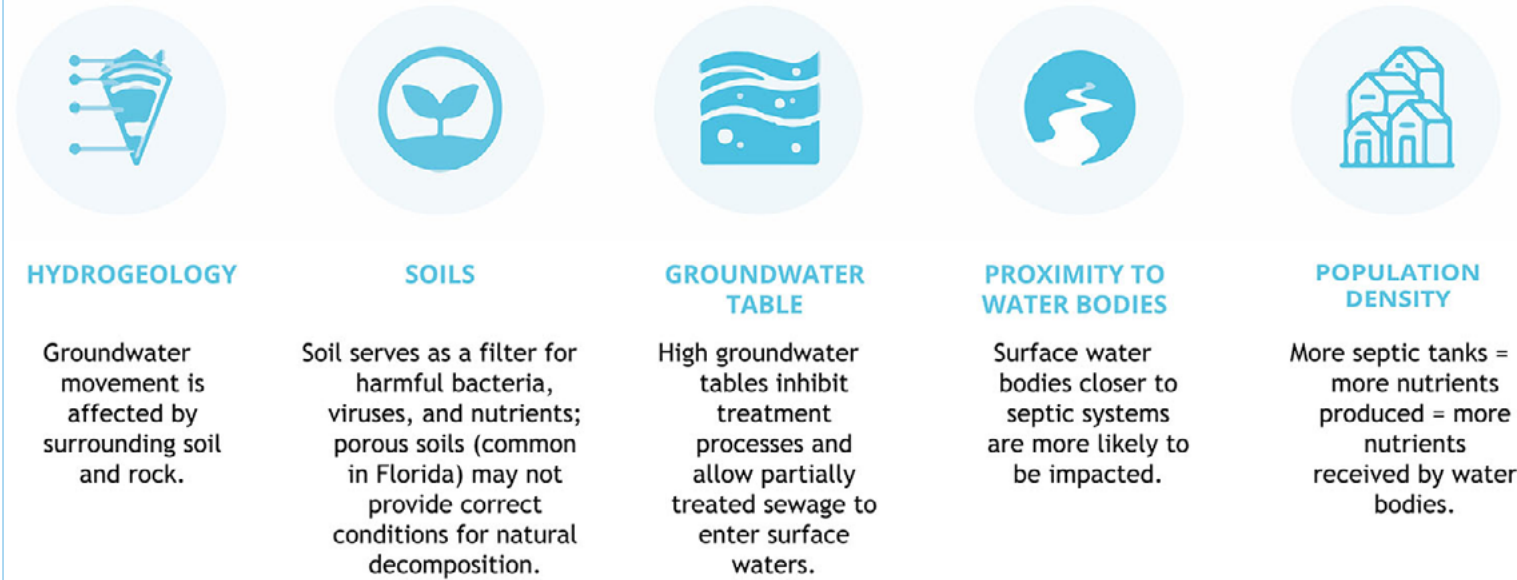 HYDROGEOLOGY
Groundwater
movement is
affected by
surrounding soil
and rock.
SOILS
Soil serves as a filter for
harmful bacteria,
viruses, and nutrients;
porous soils (common
in Florida) may not
provide correct
conditions for natural
decomposition.
GROUNDWATER
TABLE
High groundwater
tables inhibit
treatment
processes and
allow partially
treated sewage to
enter surface
waters.
PROXIMITY TO
WATER BODIES
Surface water
bodies closer to
septic systems
are more likely to
be impacted.
POPULATION
DENSITY
More septic tanks =
more nutrients
produced = more
nutrients
received by water
bodies.